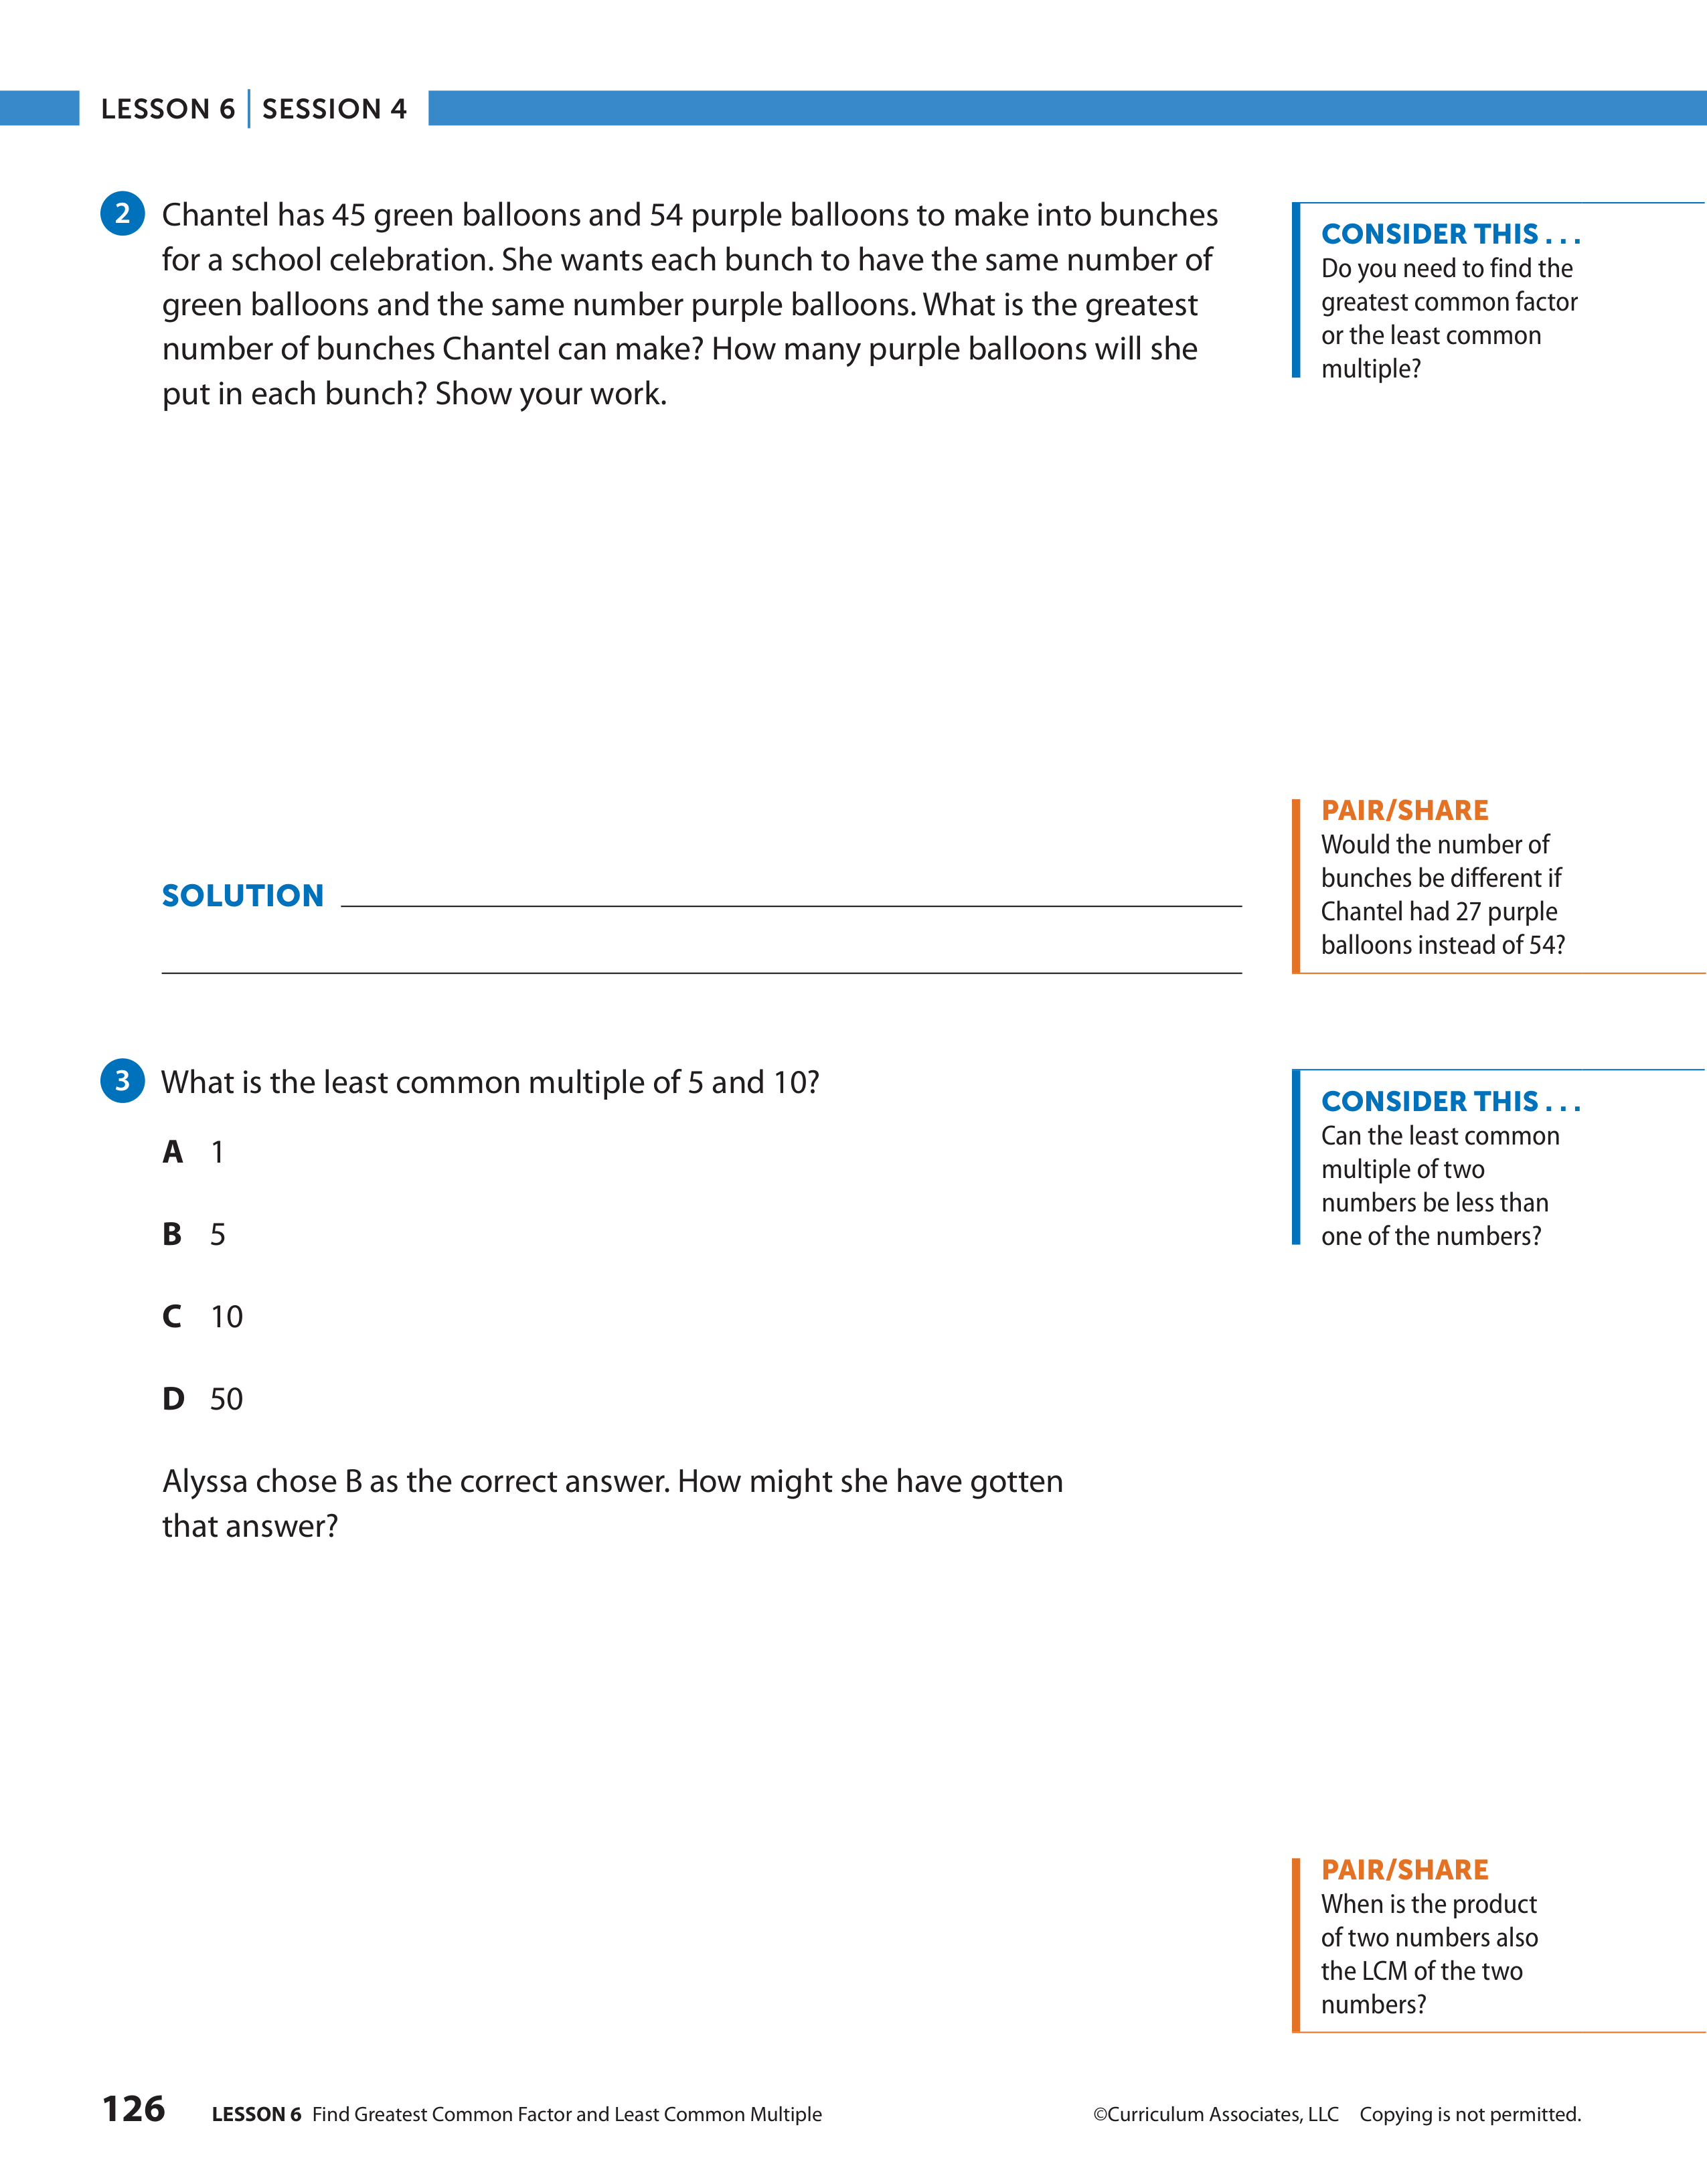 LESSON 6 | SESSION 4
2 Chantel has 45 green balloons and 54 purple balloons to make into bunches
for a school celebration. She wants each bunch to have the same number of
green balloons and the same number purple balloons. What is the greatest
number of bunches Chantel can make? How many purple balloons will she
put in each bunch? Show your work.
CONSIDER THIS . . .
Do you need to find the
greatest common factor
or the least common
multiple?
SOLUTION
PAIR/SHARE
Would the number of
bunches be different if
Chantel had 27 purple
balloons instead of 54?
3 What is the least common multiple of 5 and 10?
A 1
B 5
C 10
D 50
Alyssa chose B as the correct answer. How might she have gotten
that answer?
CONSIDER THIS . . .
Can the least common
multiple of two
numbers be less than
one of the numbers?
PAIR/SHARE
When is the product
of two numbers also
the LCM of the two
numbers?
126 LESSON 6 Find Greatest Common Factor and Least Common Multiple ©Curriculum Associates, LLC Copying is not permitted.